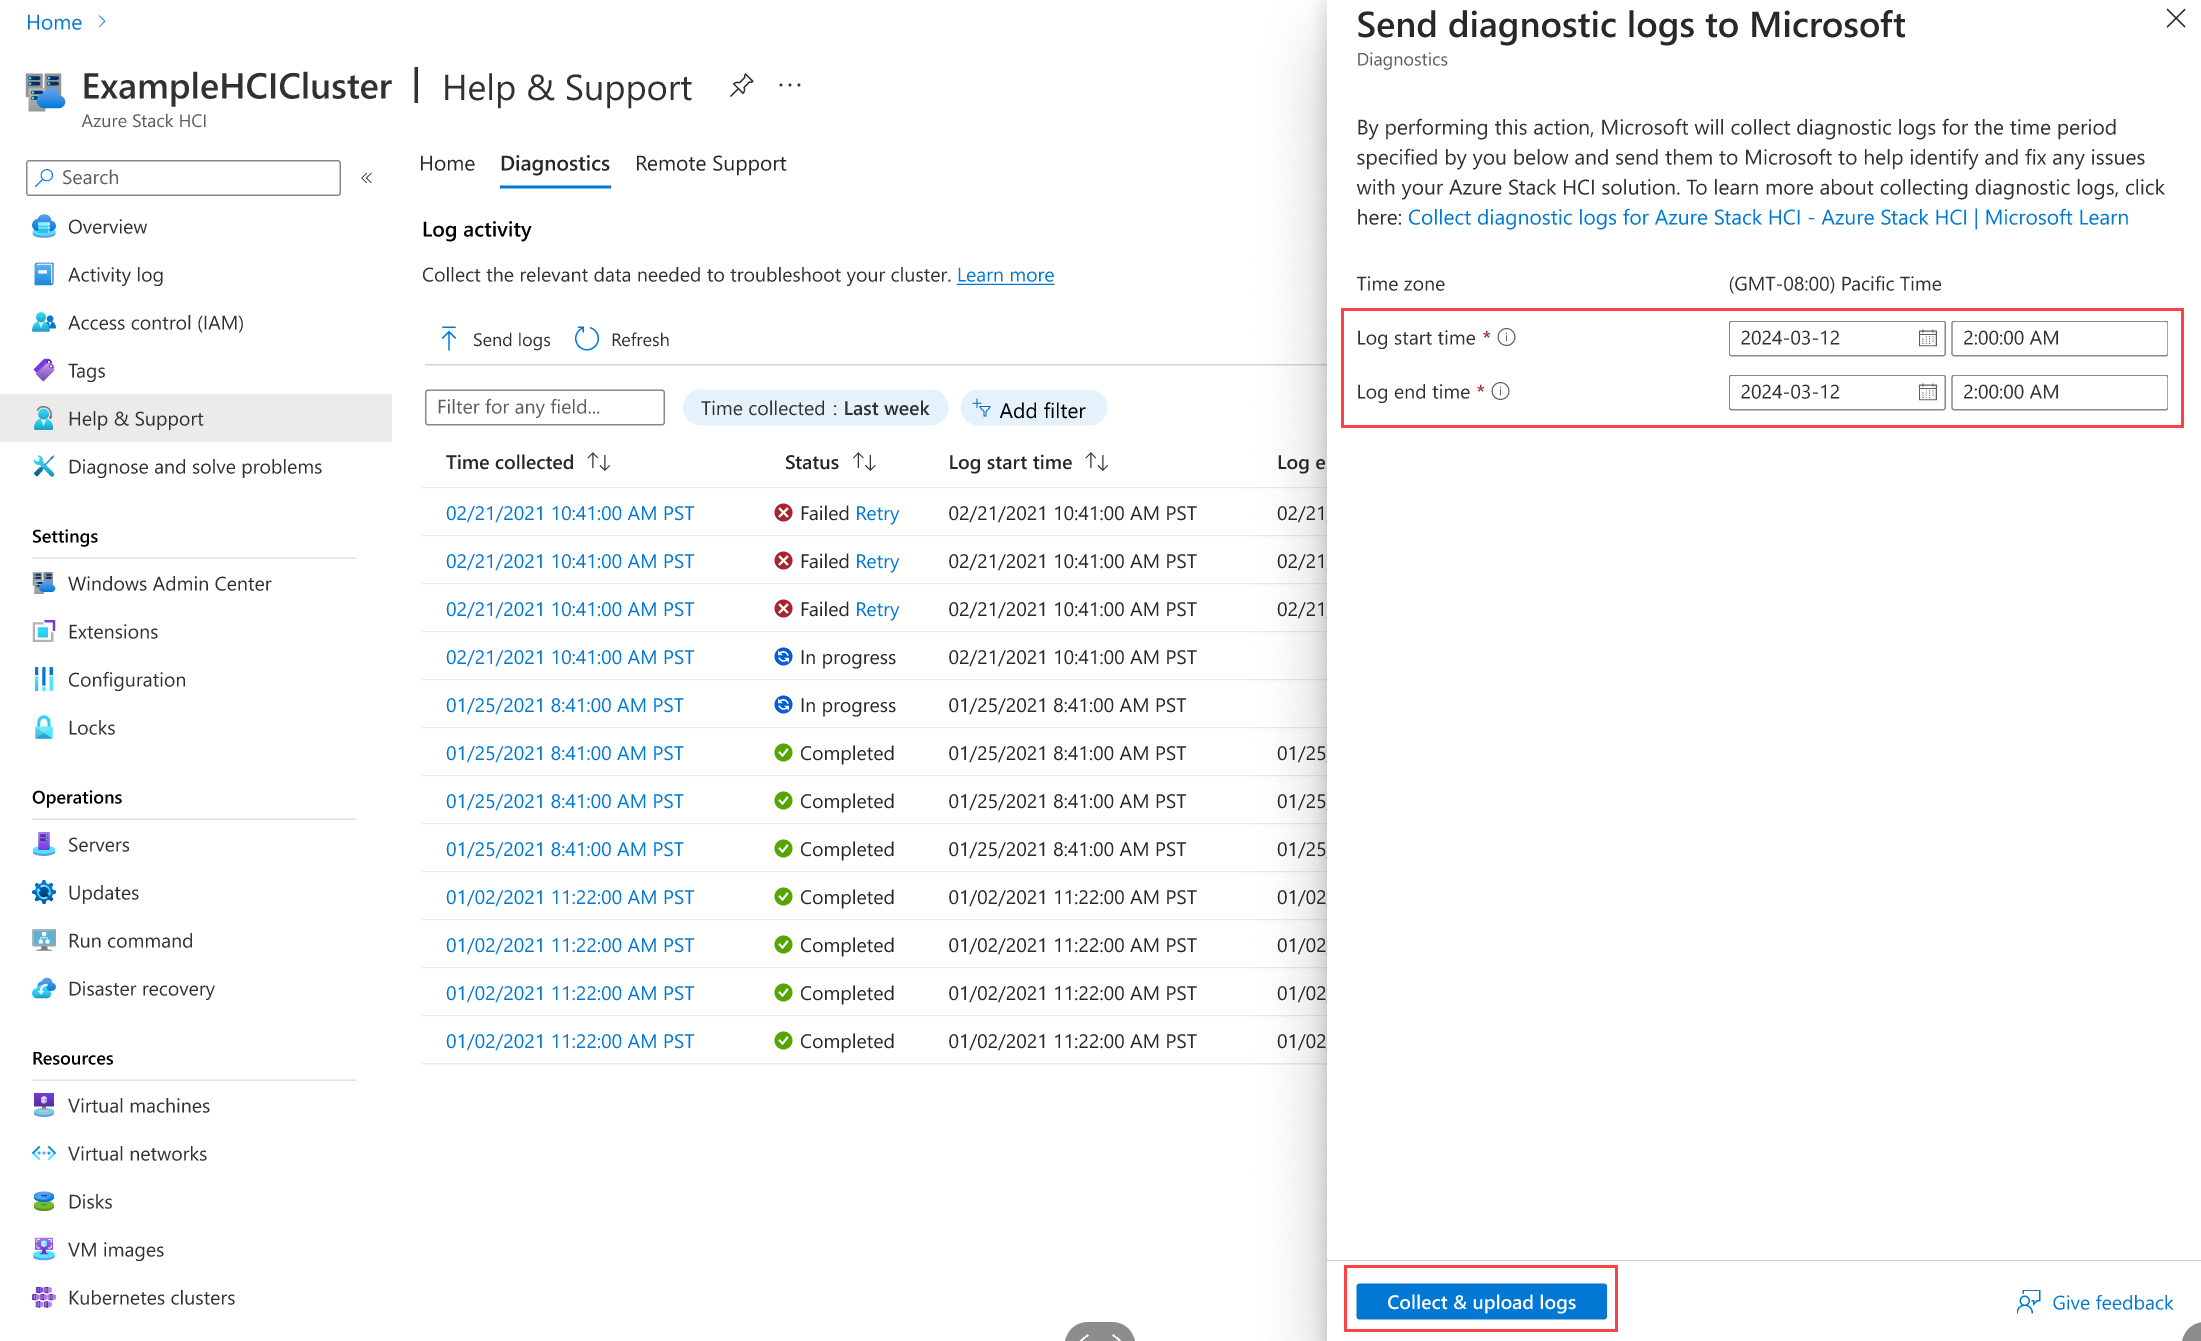 Home
ExampleHCICluster | Help & Support
Azure Stack HCI
Search
Overview
Activity log
Access control (IAM)
Tags
Help & Support
Diagnose and solve problems
Settings
Windows Admin Center
Extensions
Configuration
Locks
Operations
Servers
Updates
Run command
Disaster recovery
Resources
Virtual machines
Virtual networks
Disks
VM images
Kubernetes clusters
Home Diagnostics Remote Support
Log activity
Collect the relevant data needed to troubleshoot your cluster. Learn more
Send logs Refresh
Filter for any field... Time collected : Last week Add filter
Time collected Status Log start time Log e
02/21/2021 10:41:00 AM PST Failed Retry 02/21/2021 10:41:00 AM PST 02/21
02/21/2021 10:41:00 AM PST Failed Retry 02/21/2021 10:41:00 AM PST 02/21
02/21/2021 10:41:00 AM PST Failed Retry 02/21/2021 10:41:00 AM PST 02/21
02/21/2021 10:41:00 AM PST In progress 02/21/2021 10:41:00 AM PST
01/25/2021 8:41:00 AM PST In progress 01/25/2021 8:41:00 AM PST
01/25/2021 8:41:00 AM PST Completed 01/25/2021 8:41:00 AM PST 01/25
01/25/2021 8:41:00 AM PST Completed 01/25/2021 8:41:00 AM PST 01/25
01/25/2021 8:41:00 AM PST Completed 01/25/2021 8:41:00 AM PST 01/25
01/02/2021 11:22:00 AM PST Completed 01/02/2021 11:22:00 AM PST 01/02
01/02/2021 11:22:00 AM PST Completed 01/02/2021 11:22:00 AM PST 01/02
01/02/2021 11:22:00 AM PST Completed 01/02/2021 11:22:00 AM PST 01/02
01/02/2021 11:22:00 AM PST Completed 01/02/2021 11:22:00 AM PST 01/02
Send diagnostic logs to Microsoft
Diagnostics
By performing this action, Microsoft will collect diagnostic logs for the time period
specified by you below and send them to Microsoft to help identify and fix any issues
with your Azure Stack HCI solution. To learn more about collecting diagnostic logs, click
here: Collect diagnostic logs for Azure Stack HCI - Azure Stack HCI | Microsoft Learn
Time zone (GMT-08:00) Pacific Time
Log start time * 2024-03-12 2:00:00 AM
Log end time * 2024-03-12 2:00:00 AM
Collect & upload logs Give feedback